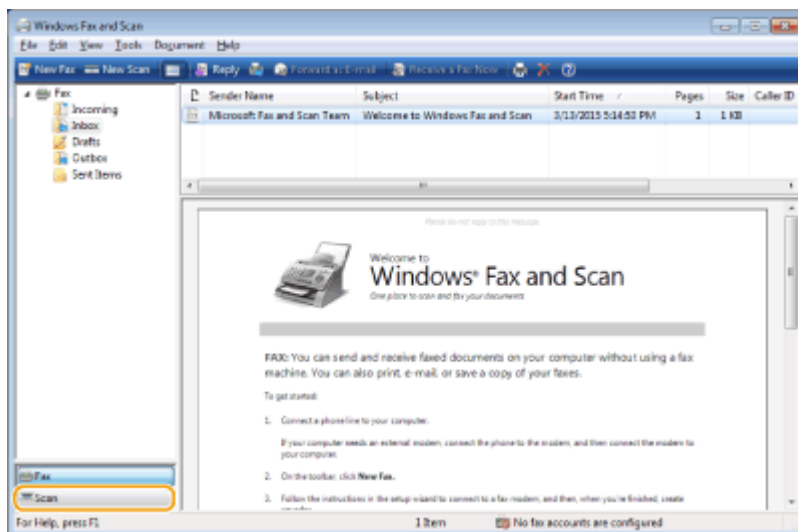 Windows Fax and Scan
File Edit View Tools Document Help
New Fax New Scan Reply Forward as E-mail Receive a Fax Now
Fax
Incoming
Inbox
Drafts
Outbox
Sent Items
Sender Name Subject Start Time Pages Size Caller ID
Microsoft Fax and Scan Team Welcome to Windows Fax and Scan 3/13/2015 5:14:53 PM 1 1 KB
Please do not reply to this message
Welcome to
Windows® Fax and Scan
One place to scan and fax your documents
FAX: You can send and receive faxed documents on your computer without using a fax
machine. You can also print, e-mail, or save a copy of your faxes.
To get started:
1. Connect a phone line to your computer.
If your computer needs an external modem, connect the phone to the modem, and then connect the modem to
your computer.
2. On the toolbar, click New Fax.
3. Follow the instructions in the setup wizard to connect to a fax modem, and then, when you're finished, create
Fax
Scan
For Help, press F1 1 Item No fax accounts are configured